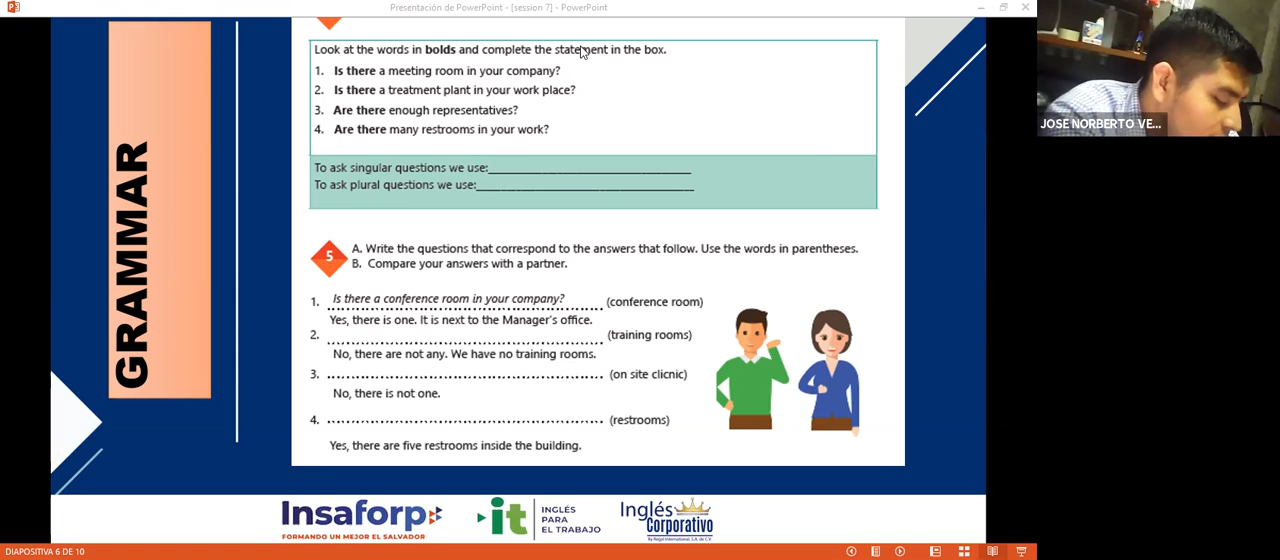 Presentación de PowerPoint - [session 7] - PowerPoint
JOSE NORBERTO VE...
GRAMMAR
Look at the words in bolds and complete the statement in the box.
1. Is there a meeting room in your company?
2. Is there a treatment plant in your work place?
3. Are there enough representatives?
4. Are there many restrooms in your work?
To ask singular questions we use:
To ask plural questions we use:
5
A. Write the questions that correspond to the answers that follow. Use the words in parentheses.
B. Compare your answers with a partner.
1. Is there a conference room in your company? (conference room)
Yes, there is one. It is next to the Manager's office.
2. (training rooms)
No, there are not any. We have no training rooms.
3. (on site clicnic)
No, there is not one.
4. (restrooms)
Yes, there are five restrooms inside the building.
Insaforp
FORMANDO UN MEJOR EL SALVADOR
it
INGLÉS
PARA
EL TRABAJO
Inglés
Corporativo
By Regal International, S.A. de C.V.
DIAPOSITIVA 6 DE 10